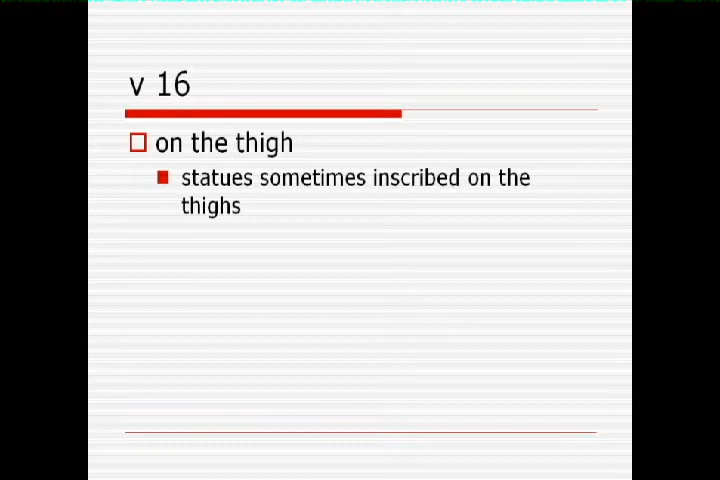 v 16
on the thigh
statues sometimes inscribed on the
thighs